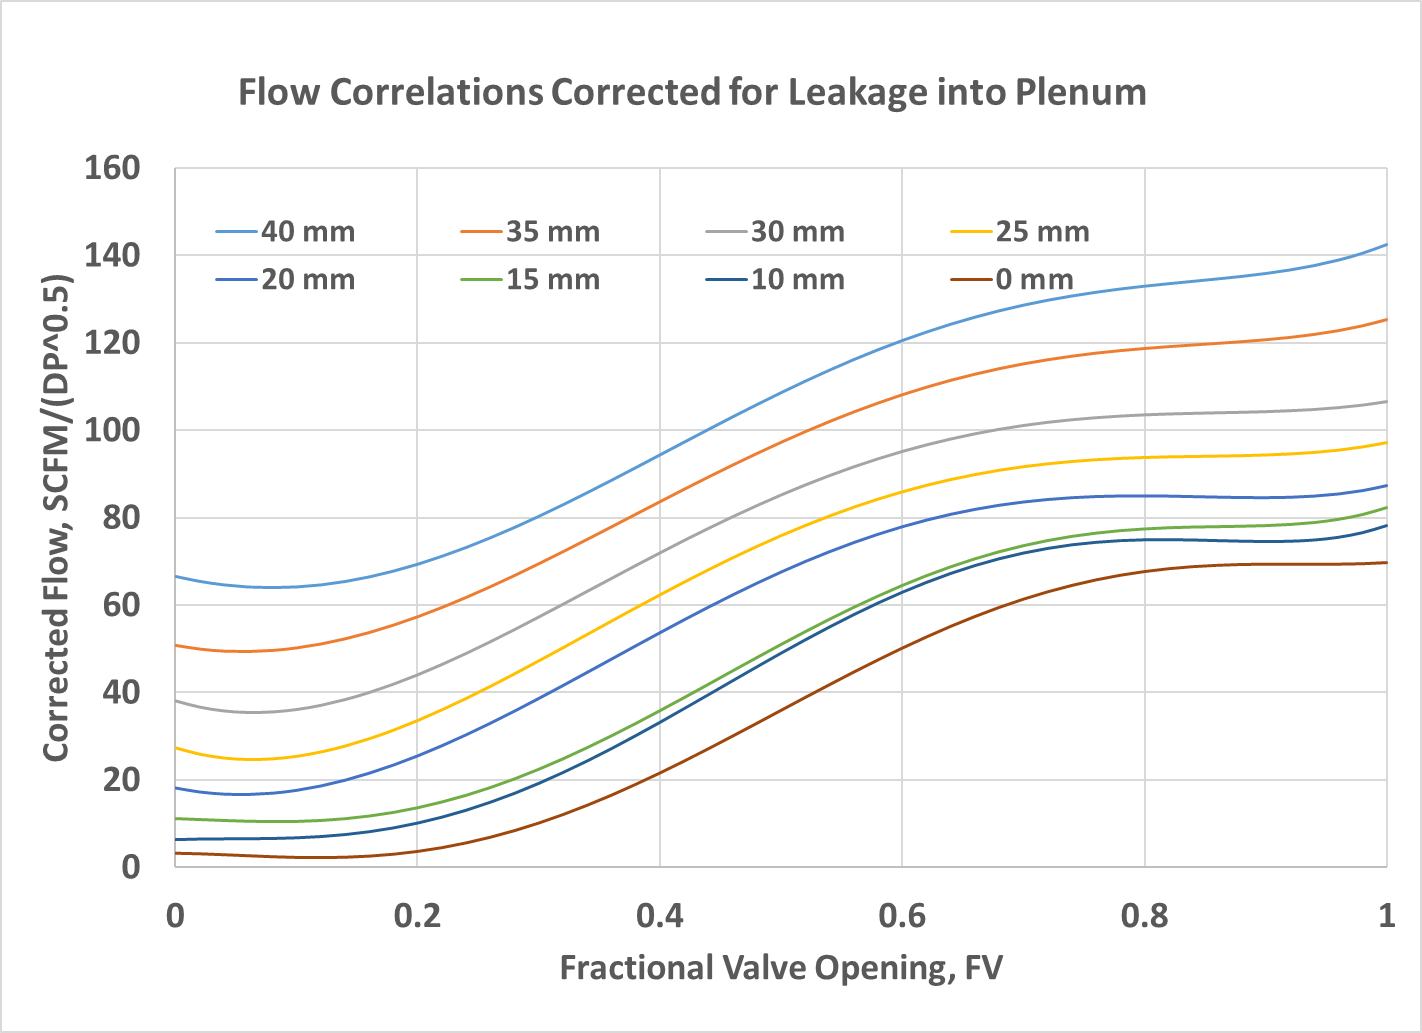 Flow Correlations Corrected for Leakage into Plenum
160
140
120
100
80
60
40
20
0
Corrected Flow, SCFM/(DP^0.5)
40 mm 35 mm 30 mm 25 mm
20 mm 15 mm 10 mm 0 mm
0 0.2 0.4 0.6 0.8 1
Fractional Valve Opening, FV